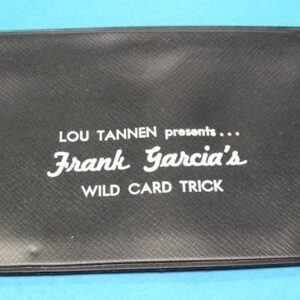 LOU TANNEN presents...
Frank Garcia's
WILD CARD TRICK